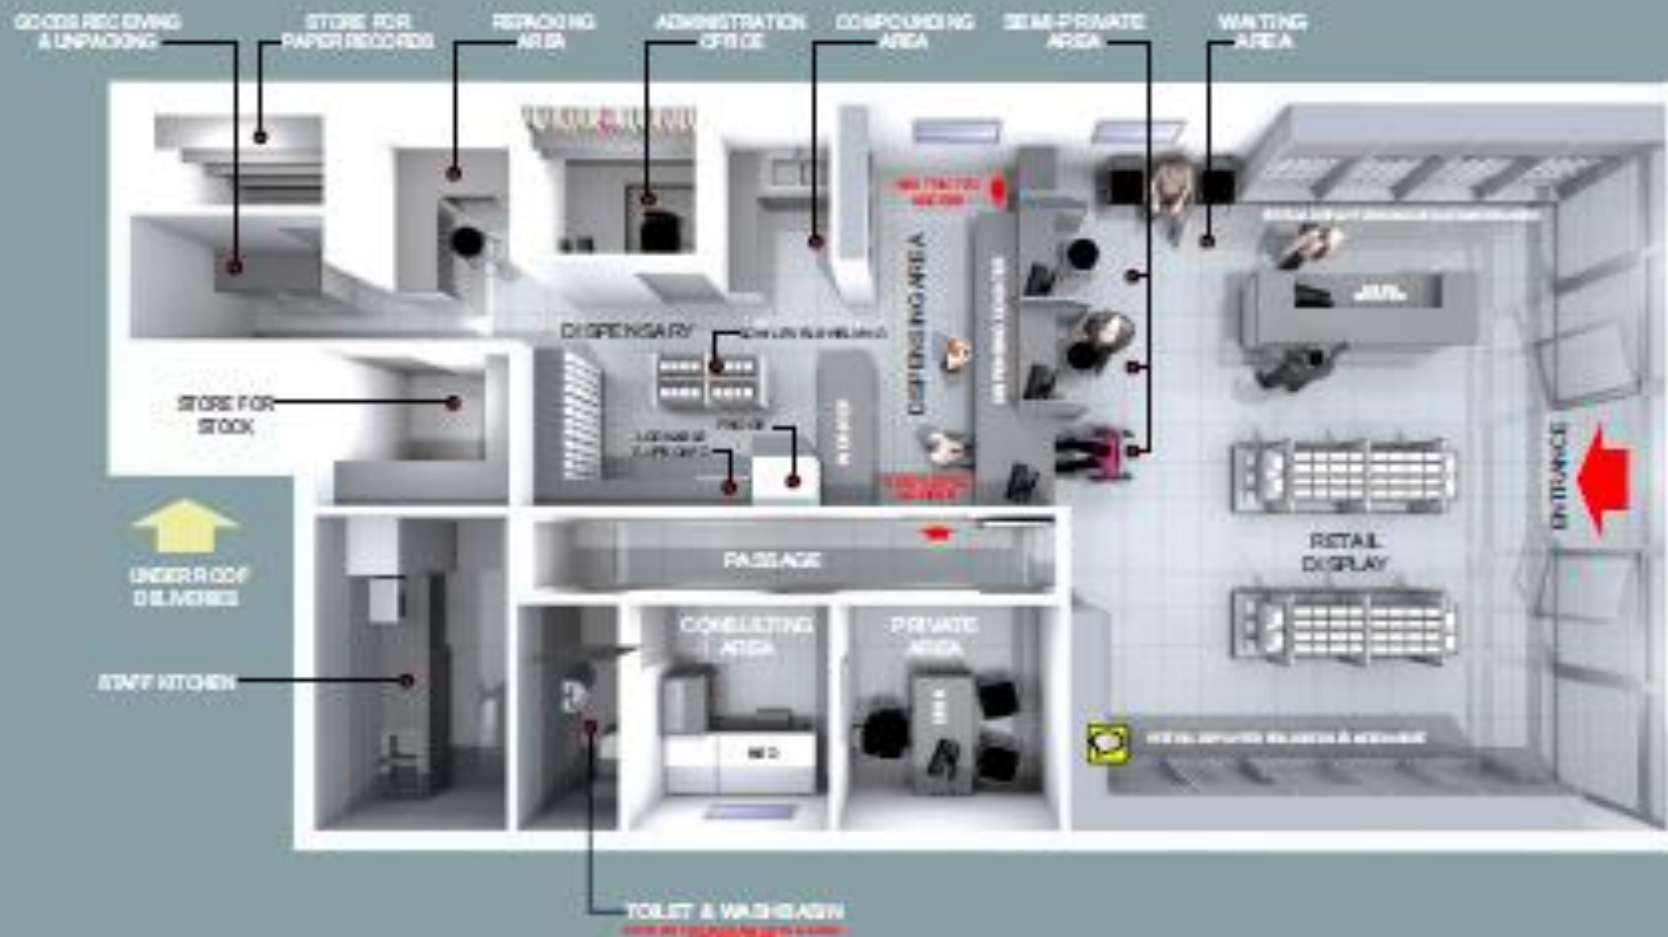 GOODS RECEIVING
& UNPACKING
STORE FOR
PAPER RECORDS
REPACKING
AREA
ADMINISTRATION
OFFICE
COMPOUNDING
AREA
SEMI-PRIVATE
AREA
WAITING
AREA
DISPENSARY
DISPENSING AREA
STORE FOR
STOCK
FRIDGE
ENTRANCE
RETAIL
DISPLAY
UNDER ROOF
DELIVERIES
PASSAGE
CONSULTING
AREA
PRIVATE
AREA
STAFF KITCHEN
DESK
BED
TOILET & WASHBASIN